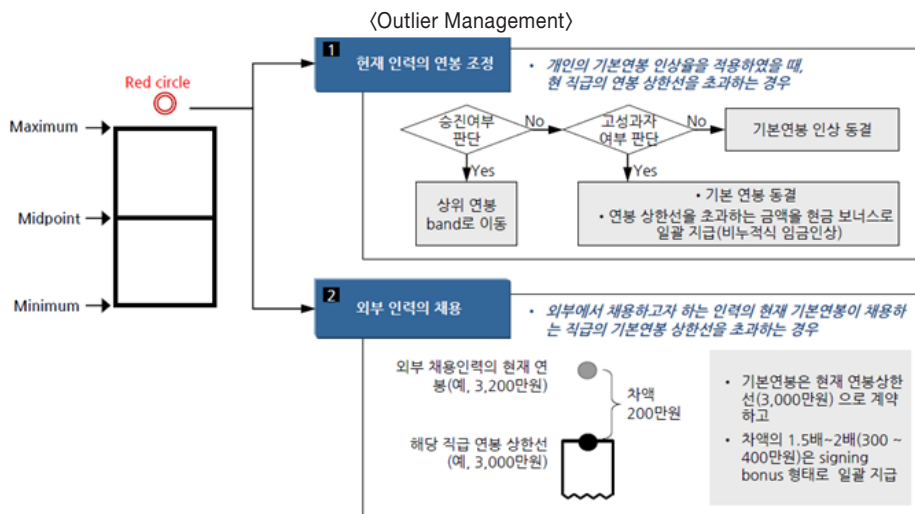 〈Outlier Management〉
1
현재 인력의 연봉 조정
• 개인의 기본연봉 인상율을 적용하였을 때,
현 직급의 연봉 상한선을 초과하는 경우
Red circle
Maximum
Midpoint
Minimum
승진여부
판단
No
고성과자
여부 판단
No
기본연봉 인상 동결
Yes
Yes
상위 연봉
band로 이동
• 기본 연봉 동결
• 연봉 상한선을 초과하는 금액을 현금 보너스로
일괄 지급(비누적식 임금인상)
2
외부 인력의 채용
• 외부에서 채용하고자 하는 인력의 현재 기본연봉이 채용하
는 직급의 기본연봉 상한선을 초과하는 경우
외부 채용인력의 현재 연
봉(예, 3,200만원)
차액
200만원
해당 직급 연봉 상한선
(예, 3,000만원)
• 기본연봉은 현재 연봉상한
선(3,000만원) 으로 계약
하고
• 차액의 1.5배~2배(300 ~
400만원)은 signing
bonus 형태로 일괄 지급